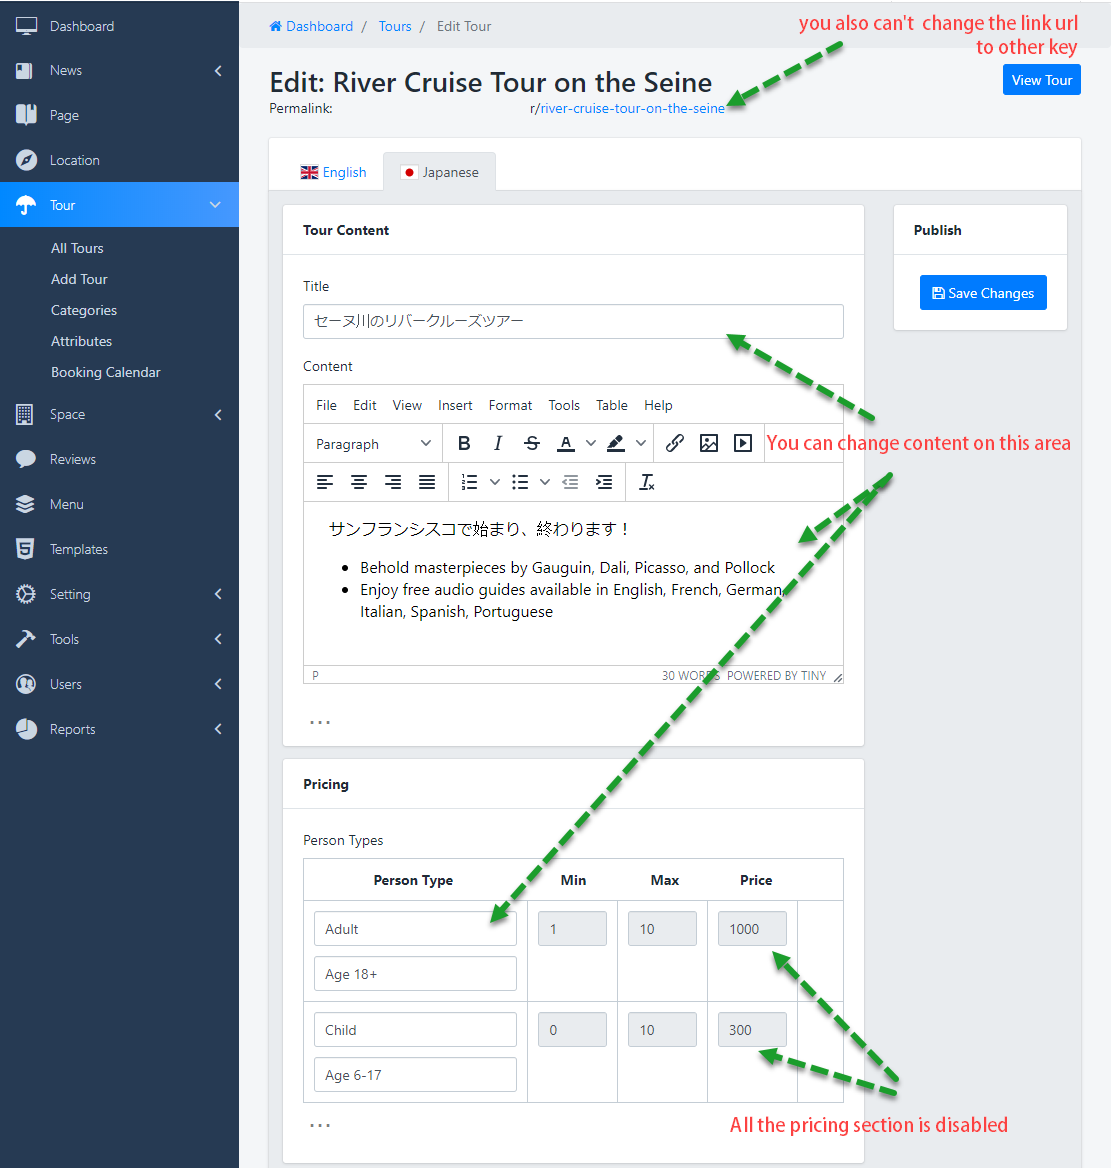 Dashboard
News
Page
Location
Tour
All Tours
Add Tour
Categories
Attributes
Booking Calendar
Space
Reviews
Menu
Templates
Setting
Tools
Users
Reports
Dashboard / Tours / Edit Tour
you also can't change the link url
to other key
Edit: River Cruise Tour on the Seine
View Tour
Permalink: r/river-cruise-tour-on-the-seine
English Japanese
Tour Content
Publish
Save Changes
Title
セーヌ川のリバークルーズツアー
Content
File Edit View Insert Format Tools Table Help
Paragraph B I S A
You can change content on this area
サンフランシスコで始まり、終わります！
Behold masterpieces by Gauguin, Dali, Picasso, and Pollock
Enjoy free audio guides available in English, French, German,
Italian, Spanish, Portuguese
P 30 WORDS POWERED BY TINY
...
Pricing
Person Types
Person Type Min Max Price
Adult 1 10 1000
Age 18+
Child 0 10 300
Age 6-17
...
All the pricing section is disabled